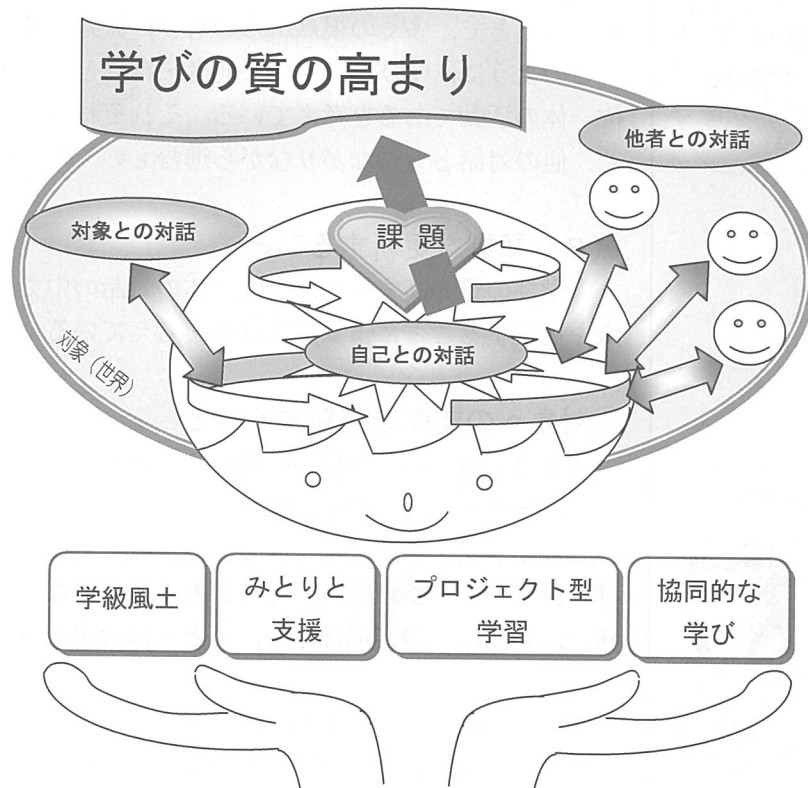 学びの質の高まり
他者との対話
対象との対話
課題
自己との対話
対象(世界)
学級風土
みとりと
支援
プロジェクト型
学習
協同的な
学び